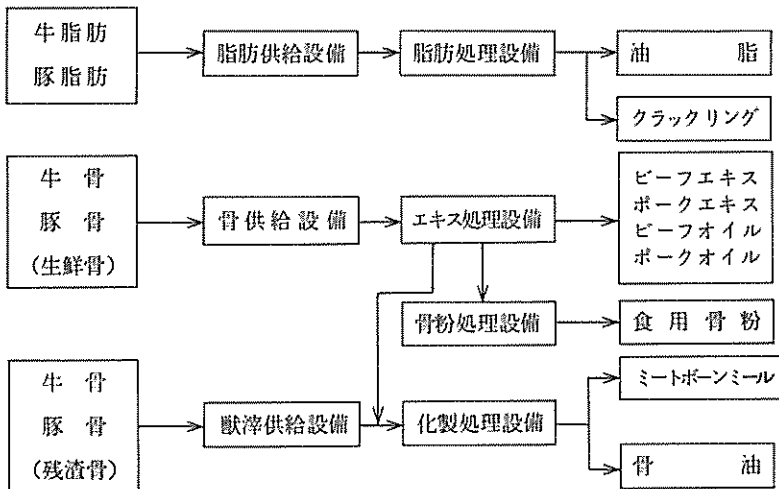 牛脂肪
豚脂肪
脂肪供給設備
脂肪処理設備
油脂
クラックリング
牛骨
豚骨
(生鮮骨)
骨供給設備
エキス処理設備
ビーフエキス
ポークエキス
ビーフオイル
ポークオイル
骨粉処理設備
食用骨粉
牛骨
豚骨
(残渣骨)
獣滓供給設備
化製処理設備
ミートボーンミール
骨油